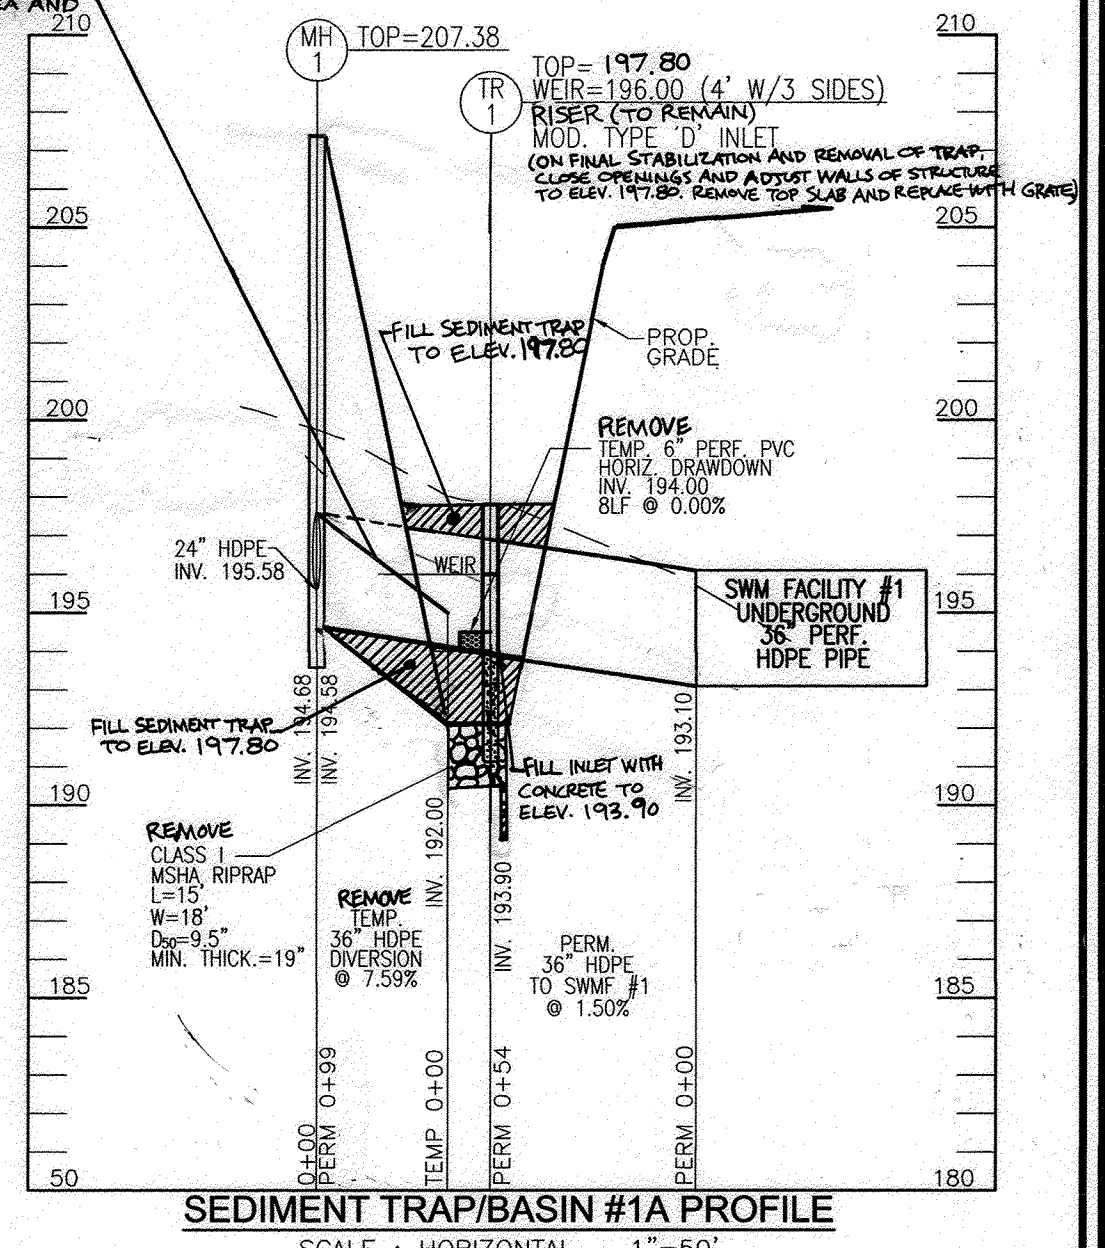 EA AND
210
210
MH
1
TOP=207.38
TR
1
TOP= 197.80
WEIR=196.00 (4' W/3 SIDES)
RISER (TO REMAIN)
MOD. TYPE 'D' INLET
(ON FINAL STABILIZATION AND REMOVAL OF TRAP,
CLOSE OPENINGS AND ADJUST WALLS OF STRUCTURE
TO ELEV. 197.80. REMOVE TOP SLAB AND REPLACE WITH GRATE)
205
205
FILL SEDIMENT TRAP
TO ELEV. 197.80
PROP.
GRADE
200
200
REMOVE
TEMP. 6" PERF. PVC
HORIZ. DRAWDOWN
INV. 194.00
8LF @ 0.00%
24" HDPE
INV. 195.58
WEIR
195
195
SWM FACILITY #1
UNDERGROUND
36" PERF.
HDPE PIPE
INV. 194.68
INV. 194.58
INV. 193.10
FILL SEDIMENT TRAP
TO ELEV. 197.80
FILL INLET WITH
CONCRETE TO
ELEV. 193.90
190
190
REMOVE
CLASS I
MSHA RIPRAP
L=15'
W=18'
D50=9.5"
MIN. THICK.=19"
INV. 192.00
INV. 193.90
REMOVE
TEMP.
36" HDPE
DIVERSION
@ 7.59%
PERM.
36" HDPE
TO SWMF #1
@ 1.50%
185
185
0+00
PERM 0+99
TEMP 0+00
PERM 0+54
PERM 0+00
50
180
SEDIMENT TRAP/BASIN #1A PROFILE
SCALE : HORIZONTAL 1"=50'